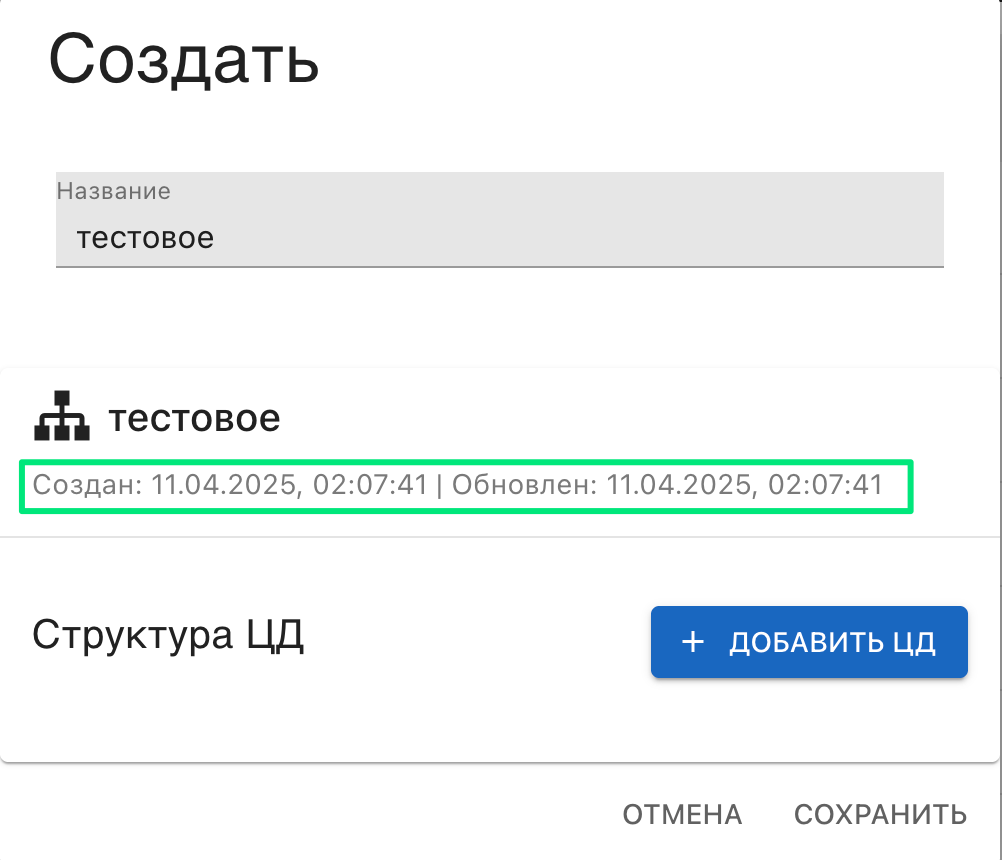 Создать
Название
тестовое
тестовое
Создан: 11.04.2025, 02:07:41 | Обновлен: 11.04.2025, 02:07:41
Структура ЦД
+ ДОБАВИТЬ ЦД
ОТМЕНА СОХРАНИТЬ